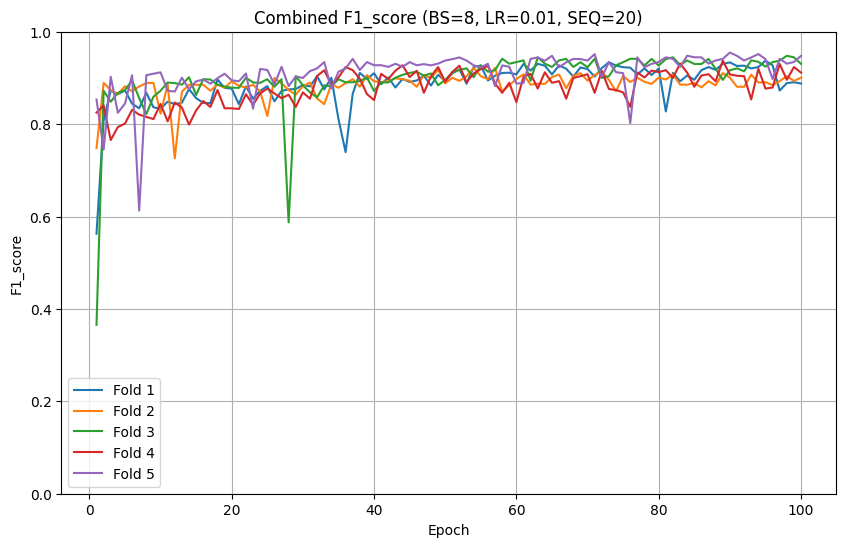 Combined F1_score (BS=8, LR=0.01, SEQ=20)
F1_score
1.0
0.8
0.6
0.4
0.2
0.0
Fold 1
Fold 2
Fold 3
Fold 4
Fold 5
0 20 40 60 80 100
Epoch